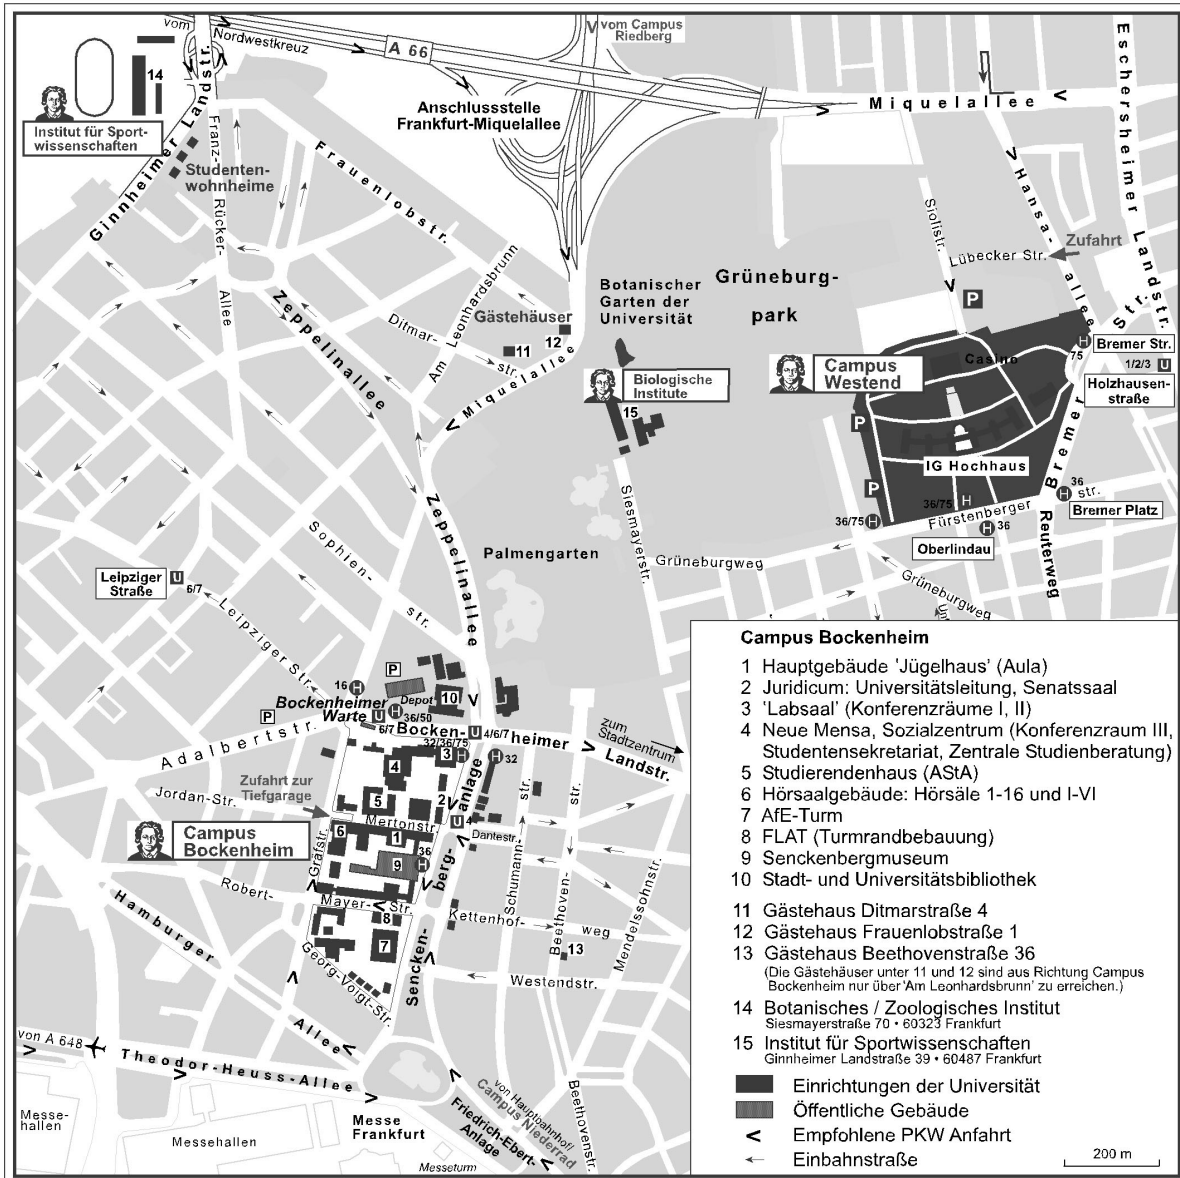 vom
Nordwestkreuz
A 66
vom Campus
Riedberg
Anschlussstelle
Frankfurt-Miquelallee
Miquelallee
Eschersheimer Landstr.
14
Institut für Sport-
wissenschaften
Ginnheimer Landstr.
Studenten-
wohnheime
Franz-
Rücker-
Allee
Frauenlobstr.
Siolistr.
Hansa-
allee
Zufahrt
Lübecker Str.
Am Leonhardsbrunn
Ditmar-
str.
Gästehäuser
11
12
Miquelallee
Zeppelinallee
Botanischer
Garten der
Universität
Grüneburg-
park
P
Casino
Campus
Westend
Biologische
Institute
15
75
Bremer Str.
1/2/3 U
Holzhausen-
straße
Bremer
Str.
P
P
IG Hochhaus
36/75 H
36/75 H
Fürstenberger
str.
36
H
Bremer Platz
H 36
Oberlindau
Reuterweg
Siesmayerstr.
Grüneburgweg
Grüneburgweg
Palmengarten
Zeppelinallee
Sophien-
str.
Leipziger
Straße
U
6/7
Leipziger Str.
16 H
P
Bockenheimer
Warte
U
6/7
H
36/50
Depot
10
P
Adalbertstr.
Bocken-
U
4/6/7
heimer
Landstr.
zum
Stadtzentrum
32/36/75
3
H
H 32
4
5
2
Zufahrt zur
Tiefgarage
Jordan-Str.
Mertonstr.
U 4
Dantestr.
Campus
Bockenheim
Gräfstr.
6
1
36
9
H
Robert-
Mayer-
Str.
8
7
Georg-Voigt-Str.
Sencken-
berg-
anlage
Schumann-
str.
Beethoven-
str.
Mendelssohnstr.
Kettenhof-
weg
13
Westendstr.
Hamburger
Allee
von A 648
Theodor-Heuss-Allee
Messe-
hallen
Messehallen
Messe
Frankfurt
Messeturm
von Hauptbahnhof/
Campus Niederrad
Friedrich-Ebert-
Anlage
Beethovenstr.
Campus Bockenheim
1 Hauptgebäude 'Jügelhaus' (Aula)
2 Juridicum: Universitätsleitung, Senatssaal
3 'Labsaal' (Konferenzräume I, II)
4 Neue Mensa, Sozialzentrum (Konferenzraum III,
Studentensekretariat, Zentrale Studienberatung)
5 Studierendenhaus (AStA)
6 Hörsaalgebäude: Hörsäle 1-16 und I-VI
7 AfE-Turm
8 FLAT (Turmrandbebauung)
9 Senckenbergmuseum
10 Stadt- und Universitätsbibliothek
11 Gästehaus Ditmarstraße 4
12 Gästehaus Frauenlobstraße 1
13 Gästehaus Beethovenstraße 36
(Die Gästehäuser unter 11 und 12 sind aus Richtung Campus
Bockenheim nur über 'Am Leonhardsbrunn' zu erreichen.)
14 Botanisches / Zoologisches Institut
Siesmayerstraße 70 • 60323 Frankfurt
15 Institut für Sportwissenschaften
Ginnheimer Landstraße 39 • 60487 Frankfurt
Einrichtungen der Universität
Öffentliche Gebäude
Empfohlene PKW Anfahrt
Einbahnstraße
200 m